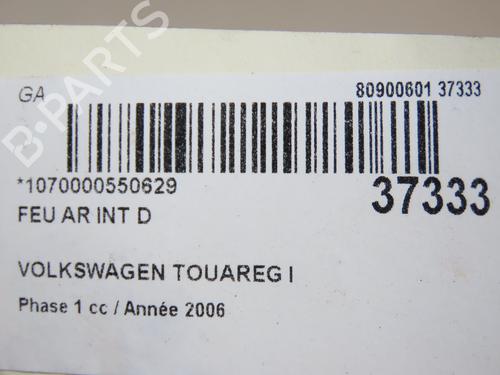 GA 80900601 37333
*1070000550629 37333
FEU AR INT D
VOLKSWAGEN TOUAREG I
Phase 1 cc / Année 2006
B-PARTS